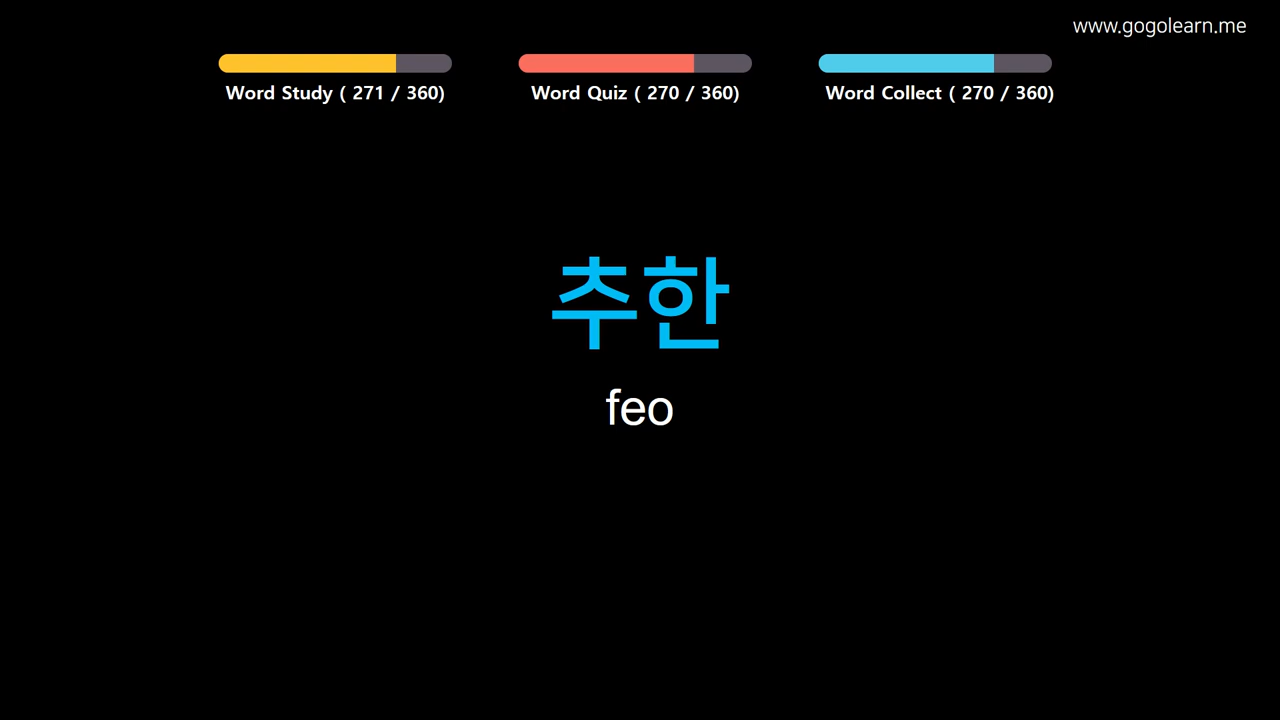 www.gogolearn.me
Word Study ( 271 / 360)
Word Quiz ( 270 / 360)
Word Collect ( 270 / 360)
추한
feo